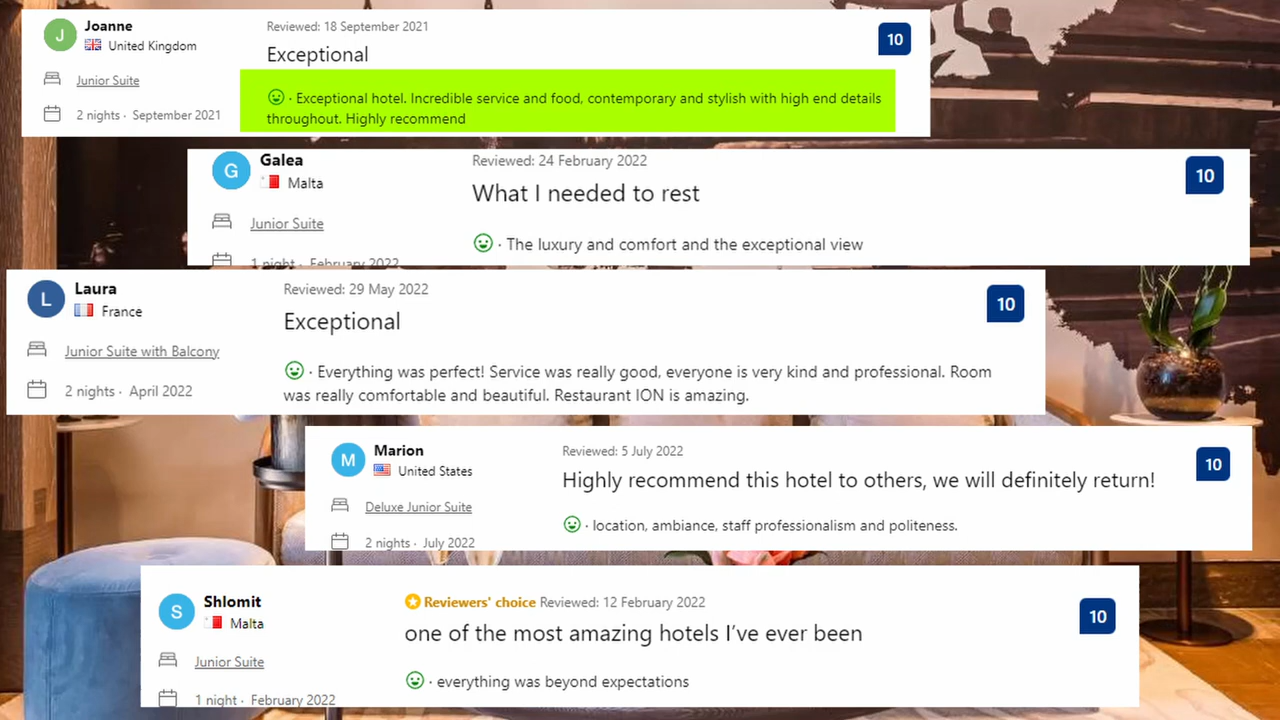 J
Joanne
United Kingdom
Junior Suite
2 nights · September 2021
Reviewed: 18 September 2021
Exceptional
10
· Exceptional hotel. Incredible service and food, contemporary and stylish with high end details
throughout. Highly recommend
G
Galea
Malta
Junior Suite
1 night · February 2022
Reviewed: 24 February 2022
What I needed to rest
10
· The luxury and comfort and the exceptional view
L
Laura
France
Junior Suite with Balcony
2 nights · April 2022
Reviewed: 29 May 2022
Exceptional
10
· Everything was perfect! Service was really good, everyone is very kind and professional. Room
was really comfortable and beautiful. Restaurant ION is amazing.
M
Marion
United States
Deluxe Junior Suite
2 nights · July 2022
Reviewed: 5 July 2022
Highly recommend this hotel to others, we will definitely return!
10
· location, ambiance, staff professionalism and politeness.
S
Shlomit
Malta
Junior Suite
1 night · February 2022
Reviewers' choice Reviewed: 12 February 2022
one of the most amazing hotels I’ve ever been
10
· everything was beyond expectations